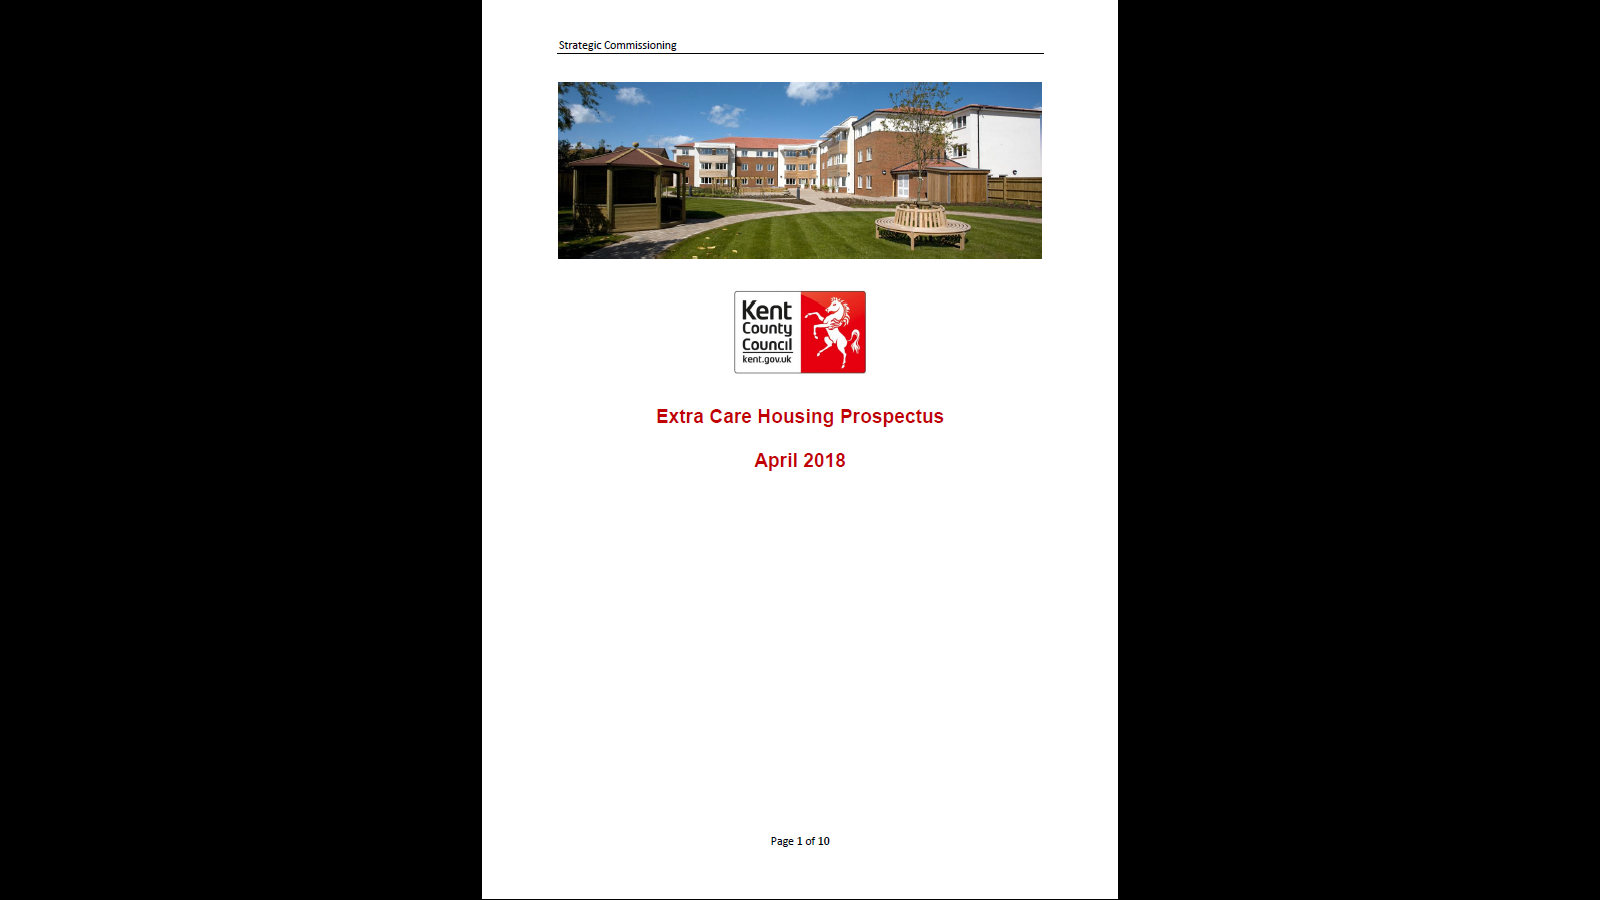 Strategic Commissioning
Kent
County
Council
kent.gov.uk
Extra Care Housing Prospectus
April 2018
Page 1 of 10